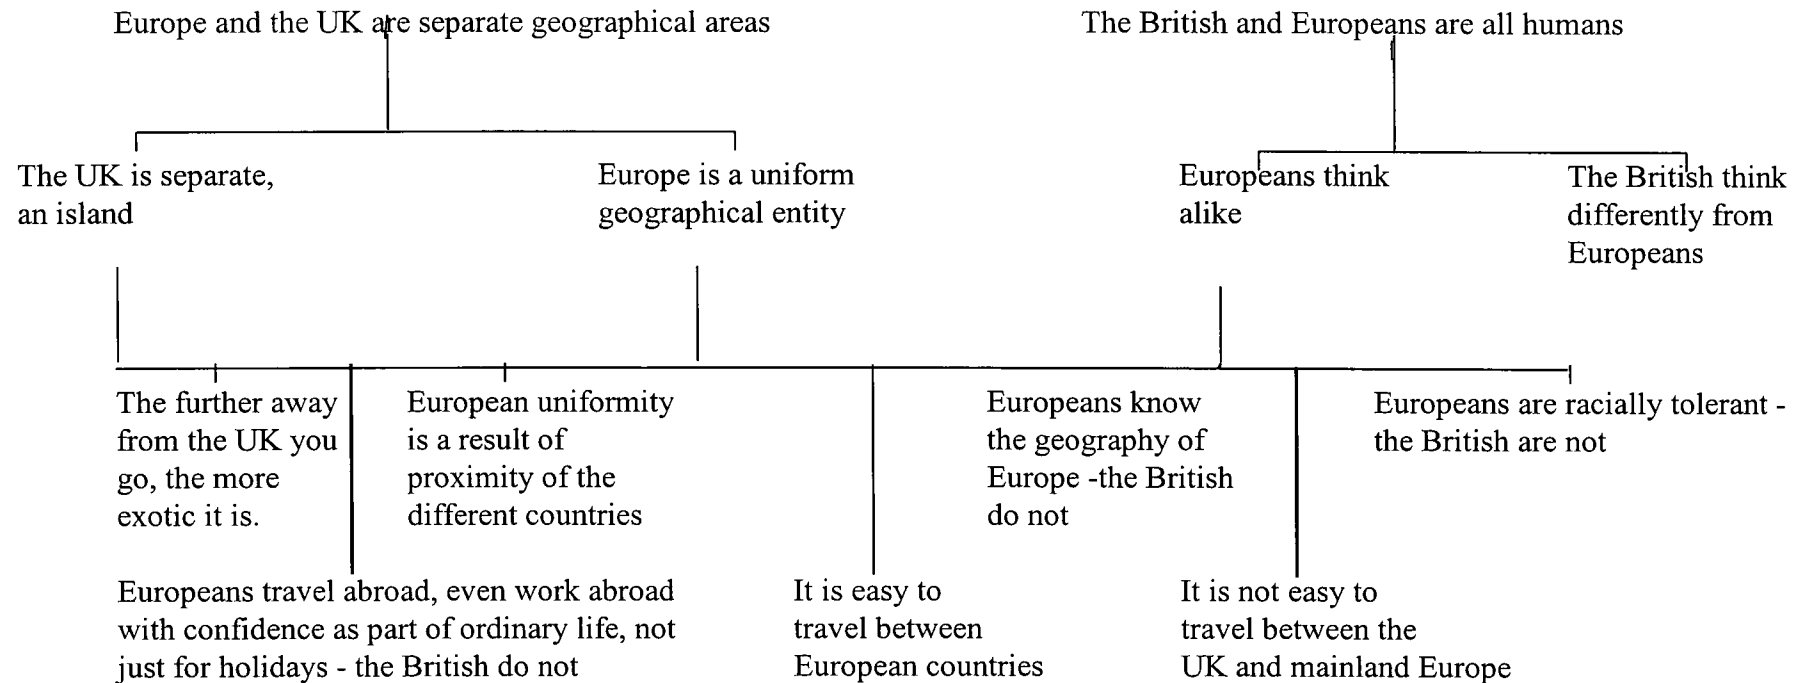 Europe and the UK are separate geographical areas
The British and Europeans are all humans
The UK is separate,
an island
Europe is a uniform
geographical entity
Europeans think
alike
The British think
differently from
Europeans
The further away
from the UK you
go, the more
exotic it is.
European uniformity
is a result of
proximity of the
different countries
Europeans know
the geography of
Europe -the British
do not
Europeans are racially tolerant -
the British are not
Europeans travel abroad, even work abroad
with confidence as part of ordinary life, not
just for holidays - the British do not
It is easy to
travel between
European countries
It is not easy to
travel between the
UK and mainland Europe